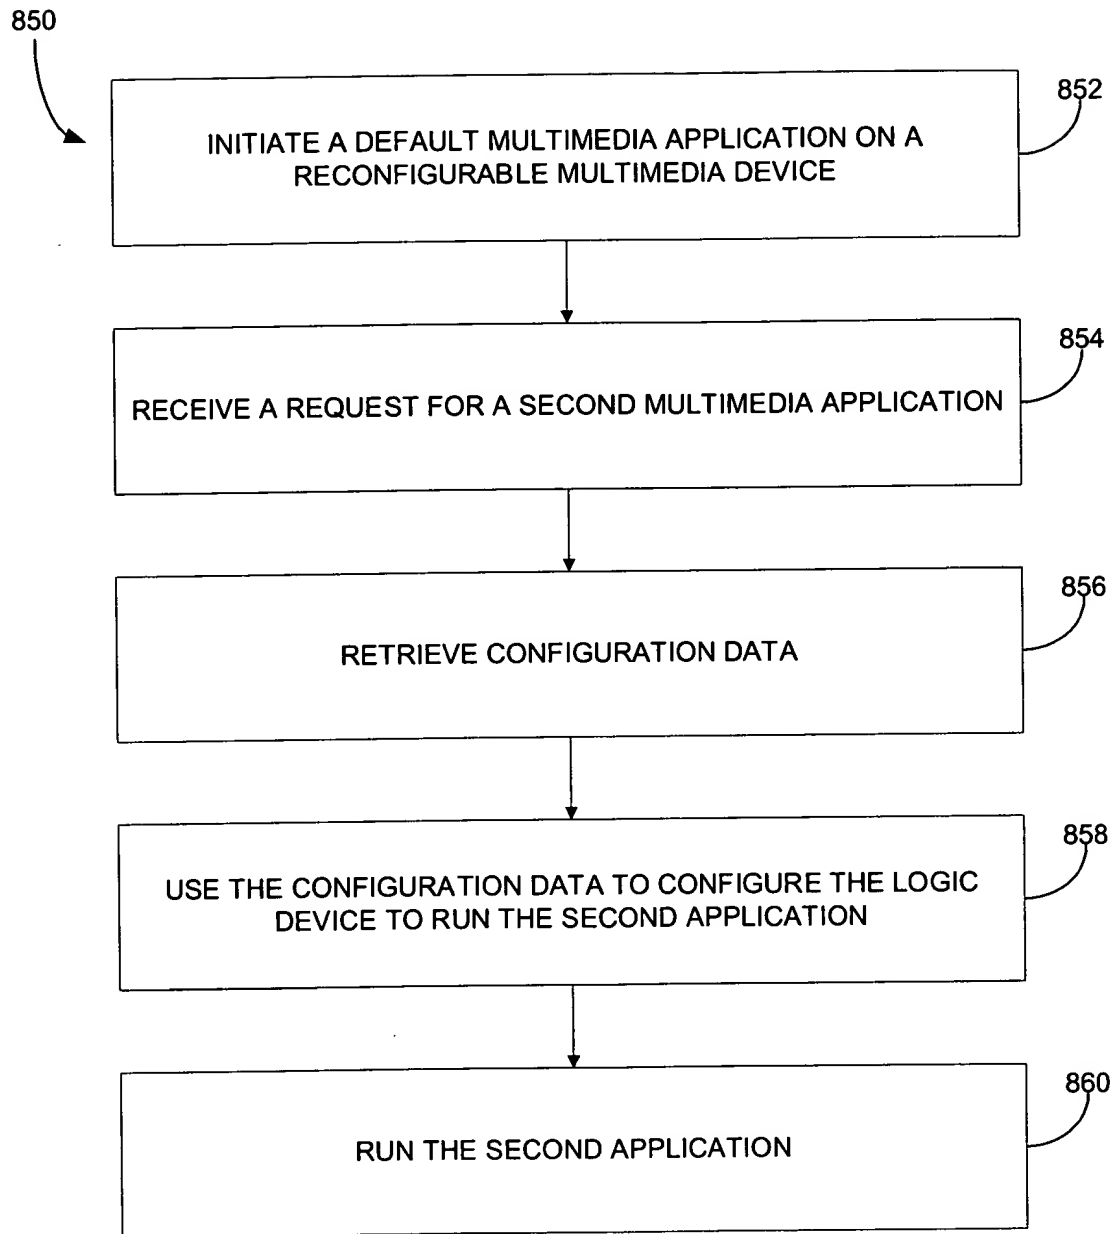 850
852
INITIATE A DEFAULT MULTIMEDIA APPLICATION ON A
RECONFIGURABLE MULTIMEDIA DEVICE
854
RECEIVE A REQUEST FOR A SECOND MULTIMEDIA APPLICATION
856
RETRIEVE CONFIGURATION DATA
858
USE THE CONFIGURATION DATA TO CONFIGURE THE LOGIC
DEVICE TO RUN THE SECOND APPLICATION
860
RUN THE SECOND APPLICATION